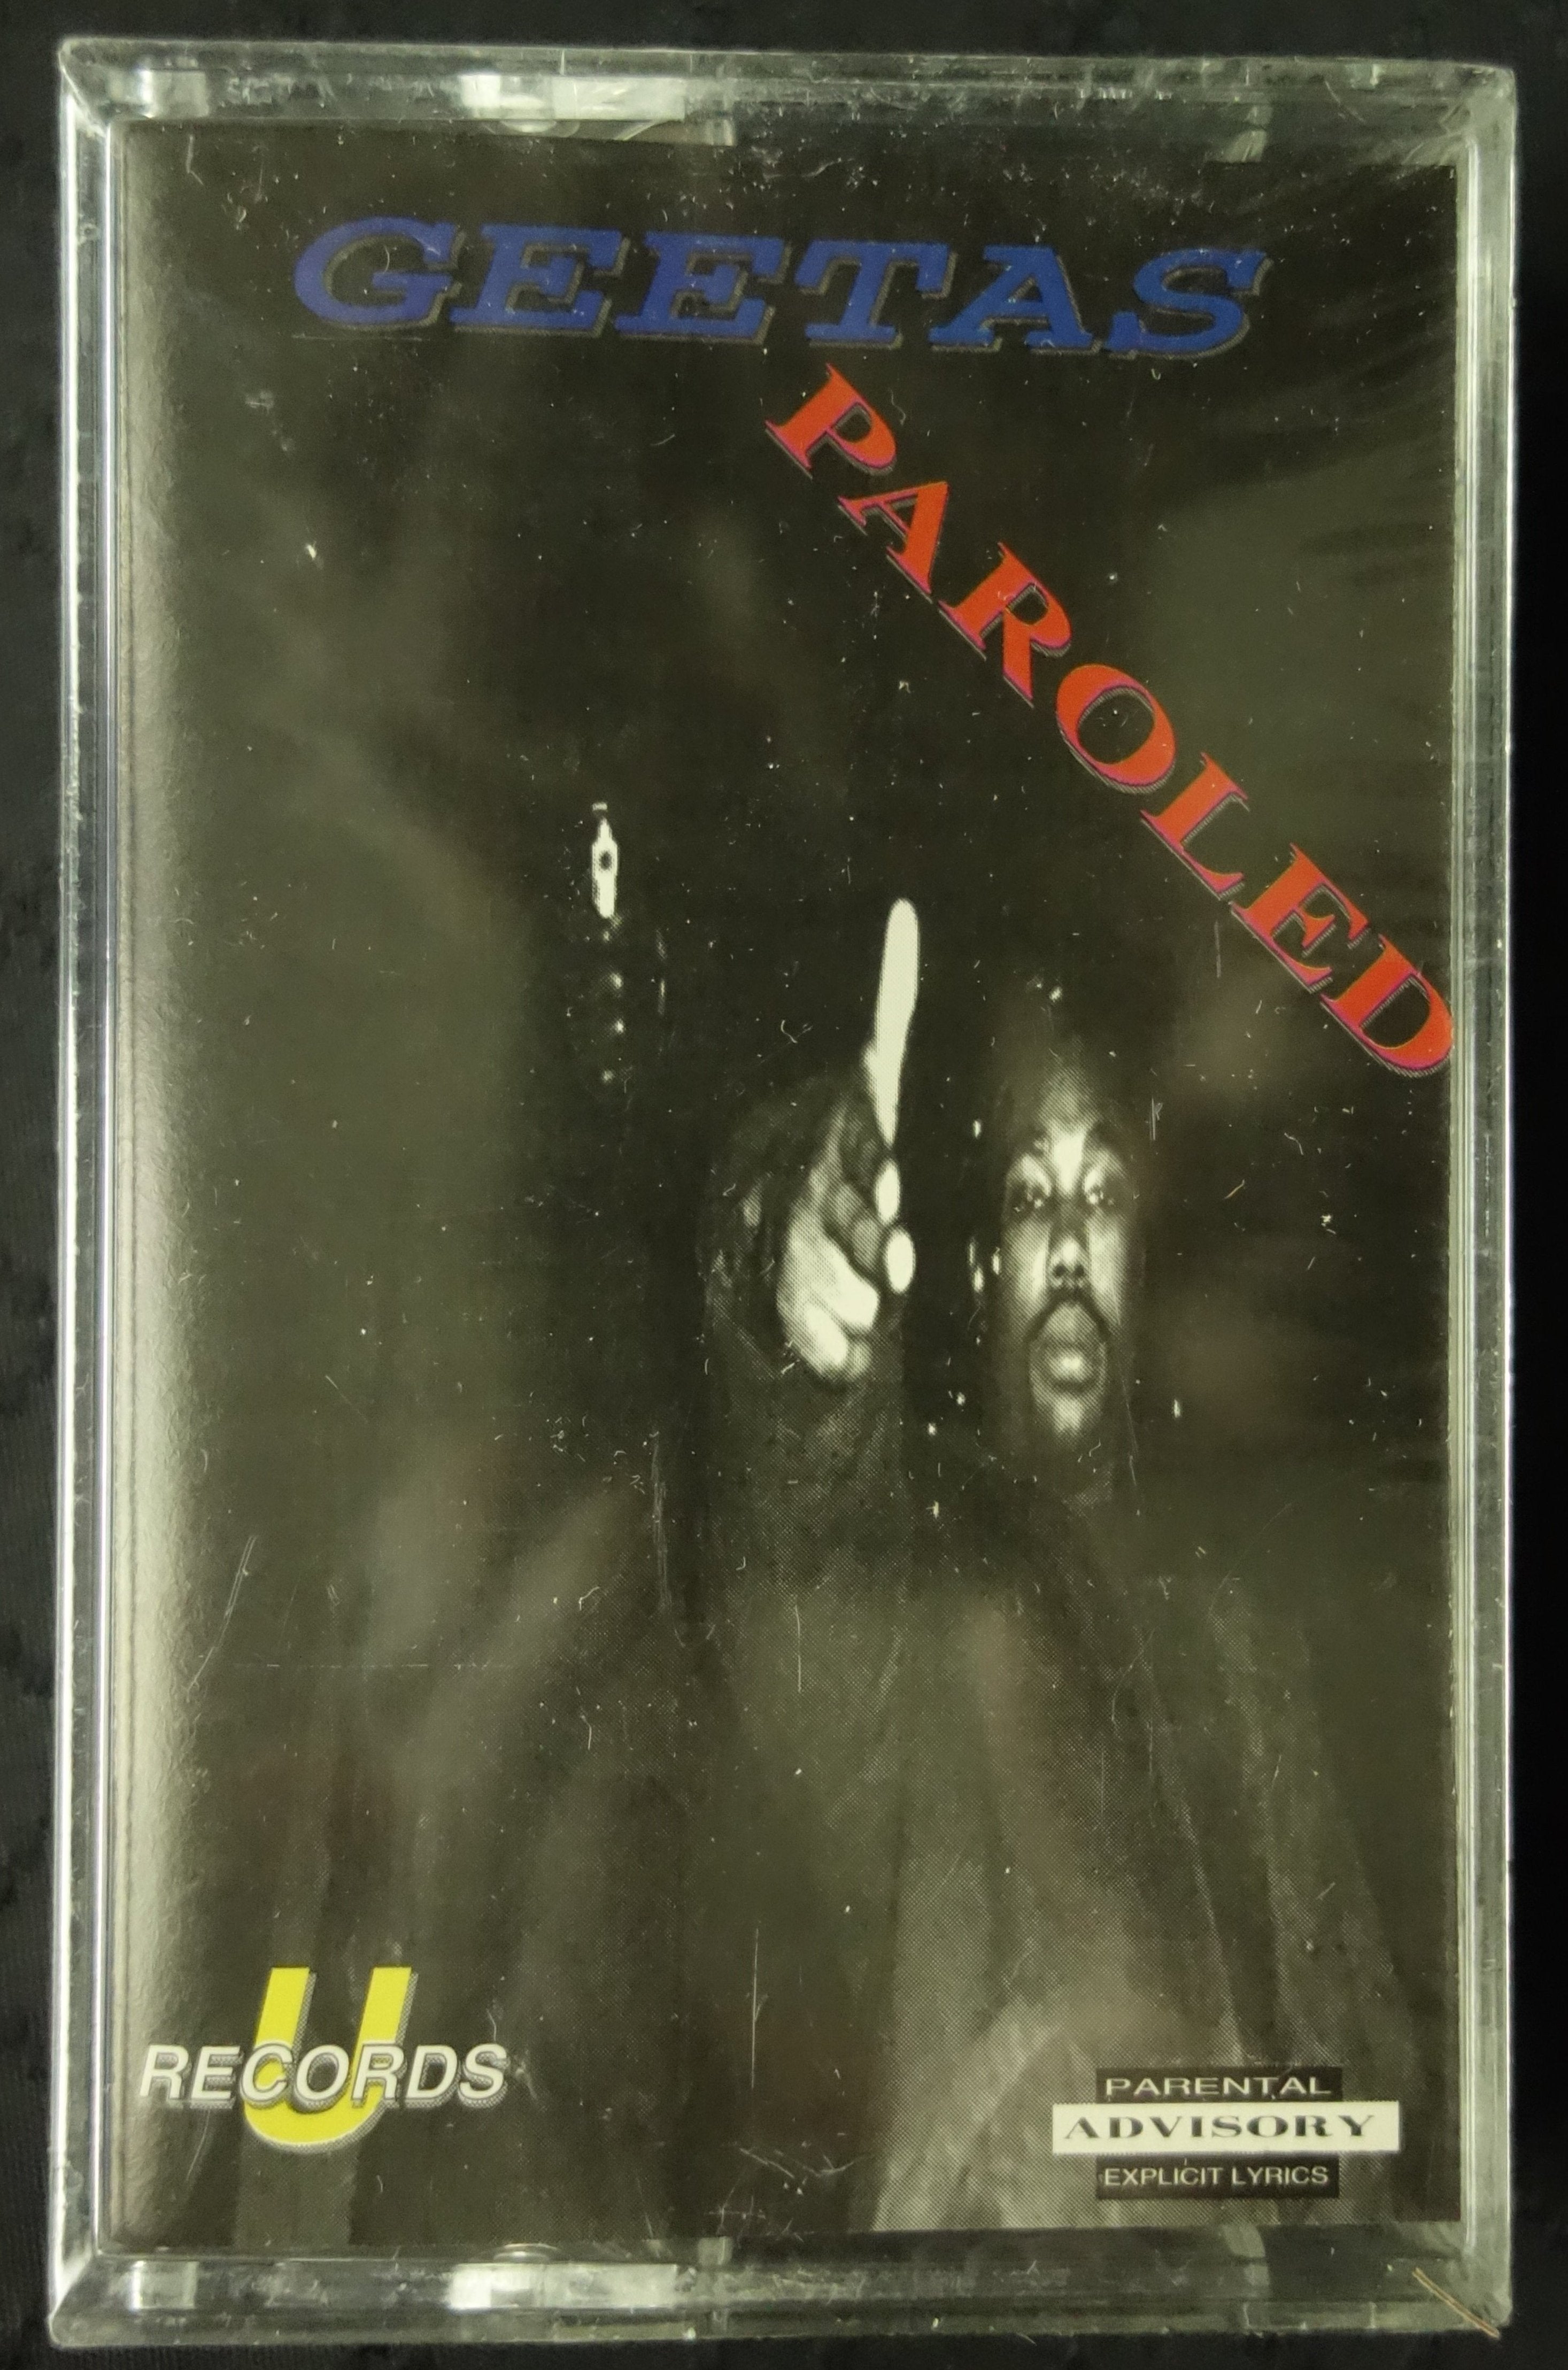 GEETAS
PAROLED
U
RECORDS
PARENTAL
ADVISORY
EXPLICIT LYRICS